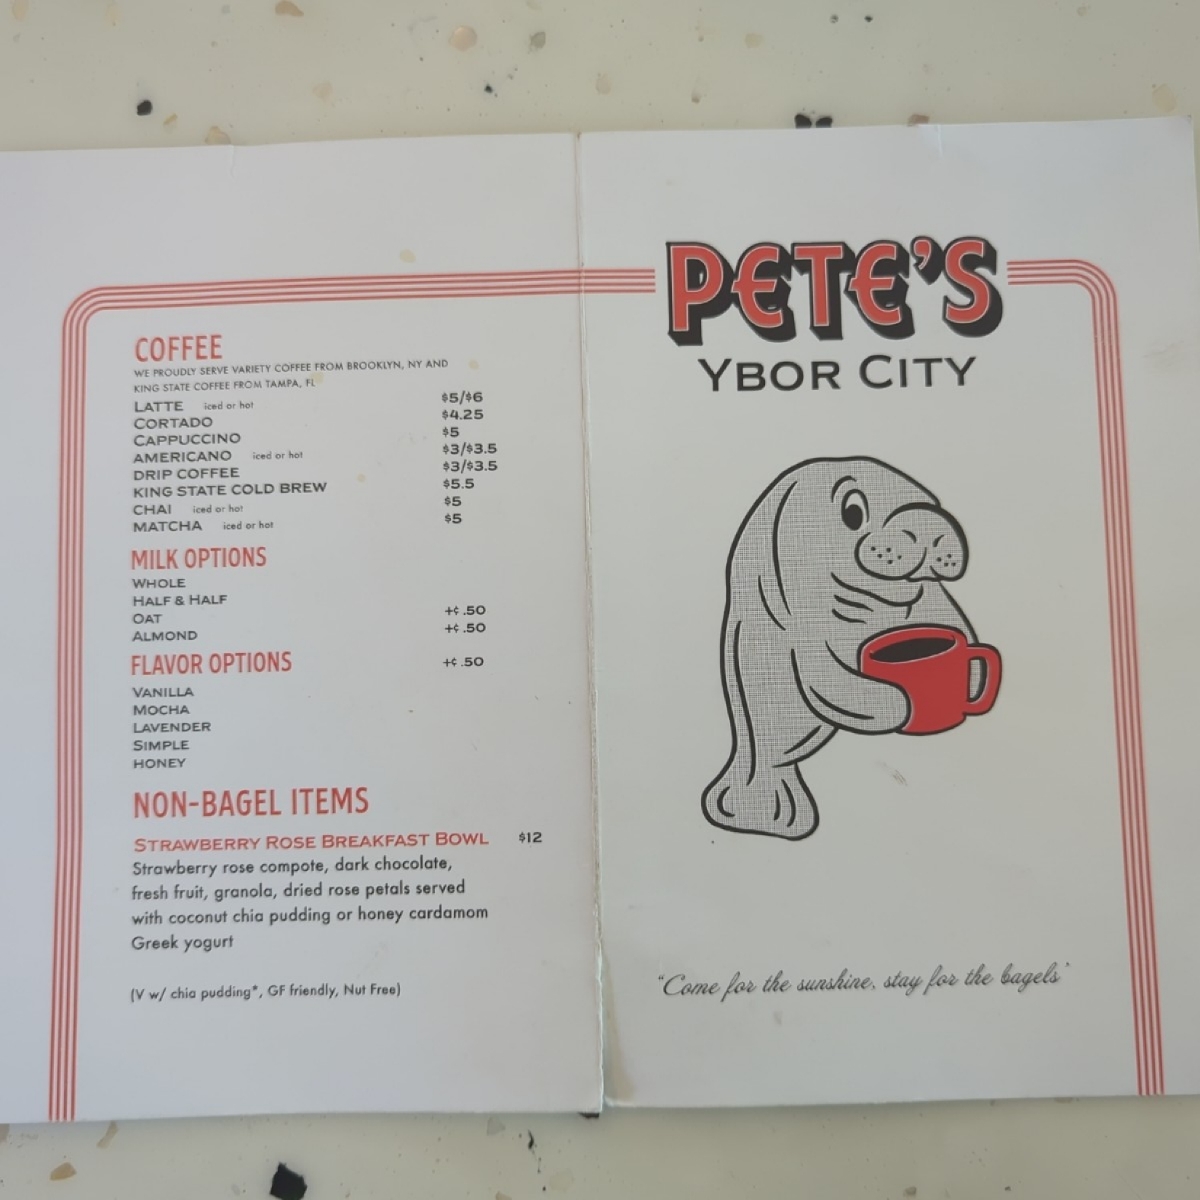 COFFEE
WE PROUDLY SERVE VARIETY COFFEE FROM BROOKLYN, NY AND
KING STATE COFFEE FROM TAMPA, FL
LATTE iced or hot $5/$6
CORTADO $4.25
CAPPUCCINO $5
AMERICANO iced or hot $3/$3.5
DRIP COFFEE $3/$3.5
KING STATE COLD BREW $5.5
CHAI iced or hot $5
MATCHA iced or hot $5
MILK OPTIONS
WHOLE
HALF & HALF
OAT +¢ .50
ALMOND +¢ .50
FLAVOR OPTIONS +¢ .50
VANILLA
MOCHA
LAVENDER
SIMPLE
HONEY
NON-BAGEL ITEMS
STRAWBERRY ROSE BREAKFAST BOWL $12
Strawberry rose compote, dark chocolate,
fresh fruit, granola, dried rose petals served
with coconut chia pudding or honey cardamom
Greek yogurt
(V w/ chia pudding*, GF friendly, Nut Free)
PETE'S
YBOR CITY
"Come for the sunshine, stay for the bagels"